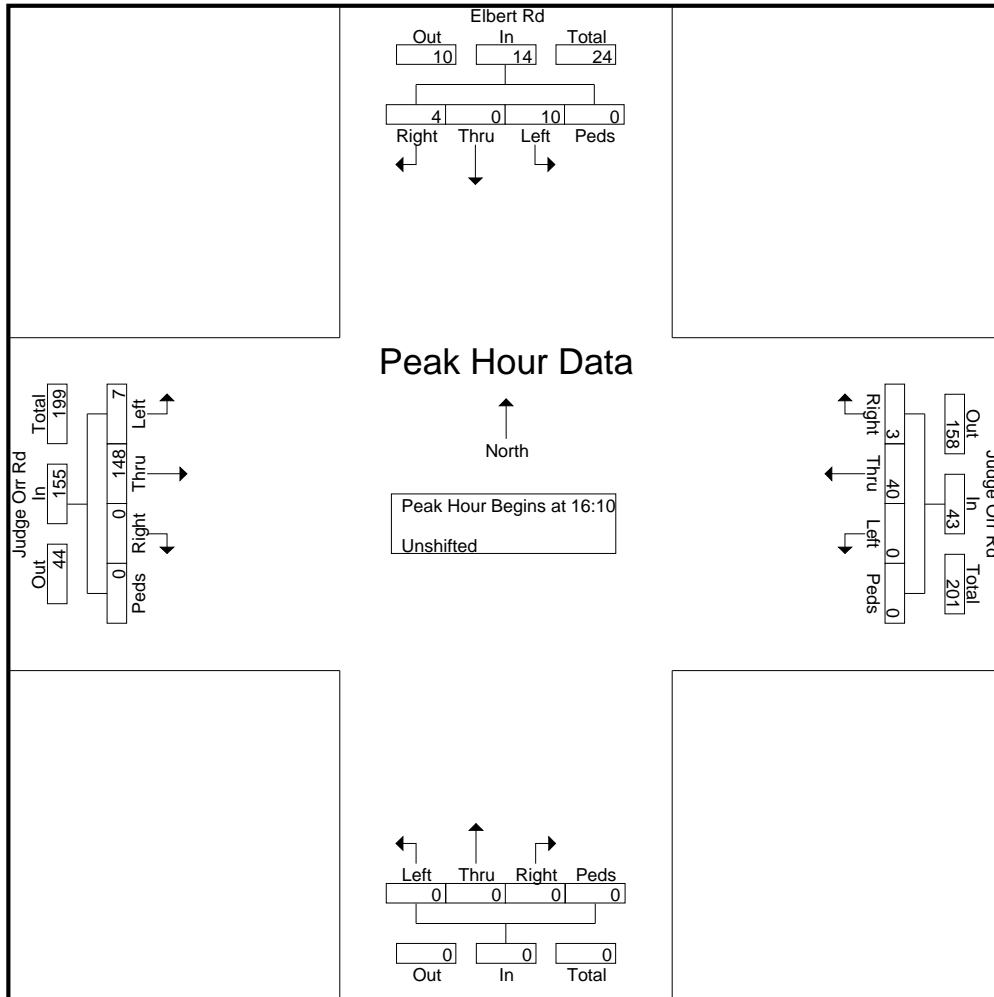 Elbert Rd
Out In Total
10 14 24
4 0 10 0
Right Thru Left Peds
Peak Hour Data
North
Peak Hour Begins at 16:10
Unshifted
Judge Orr Rd
Out In Total
44 155 199
7 148 0 0
Left Thru Right Peds
Judge Orr Rd
Out In Total
158 43 201
3 40 0 0
Right Thru Left Peds
Left Thru Right Peds
0 0 0 0
0 0 0
Out In Total